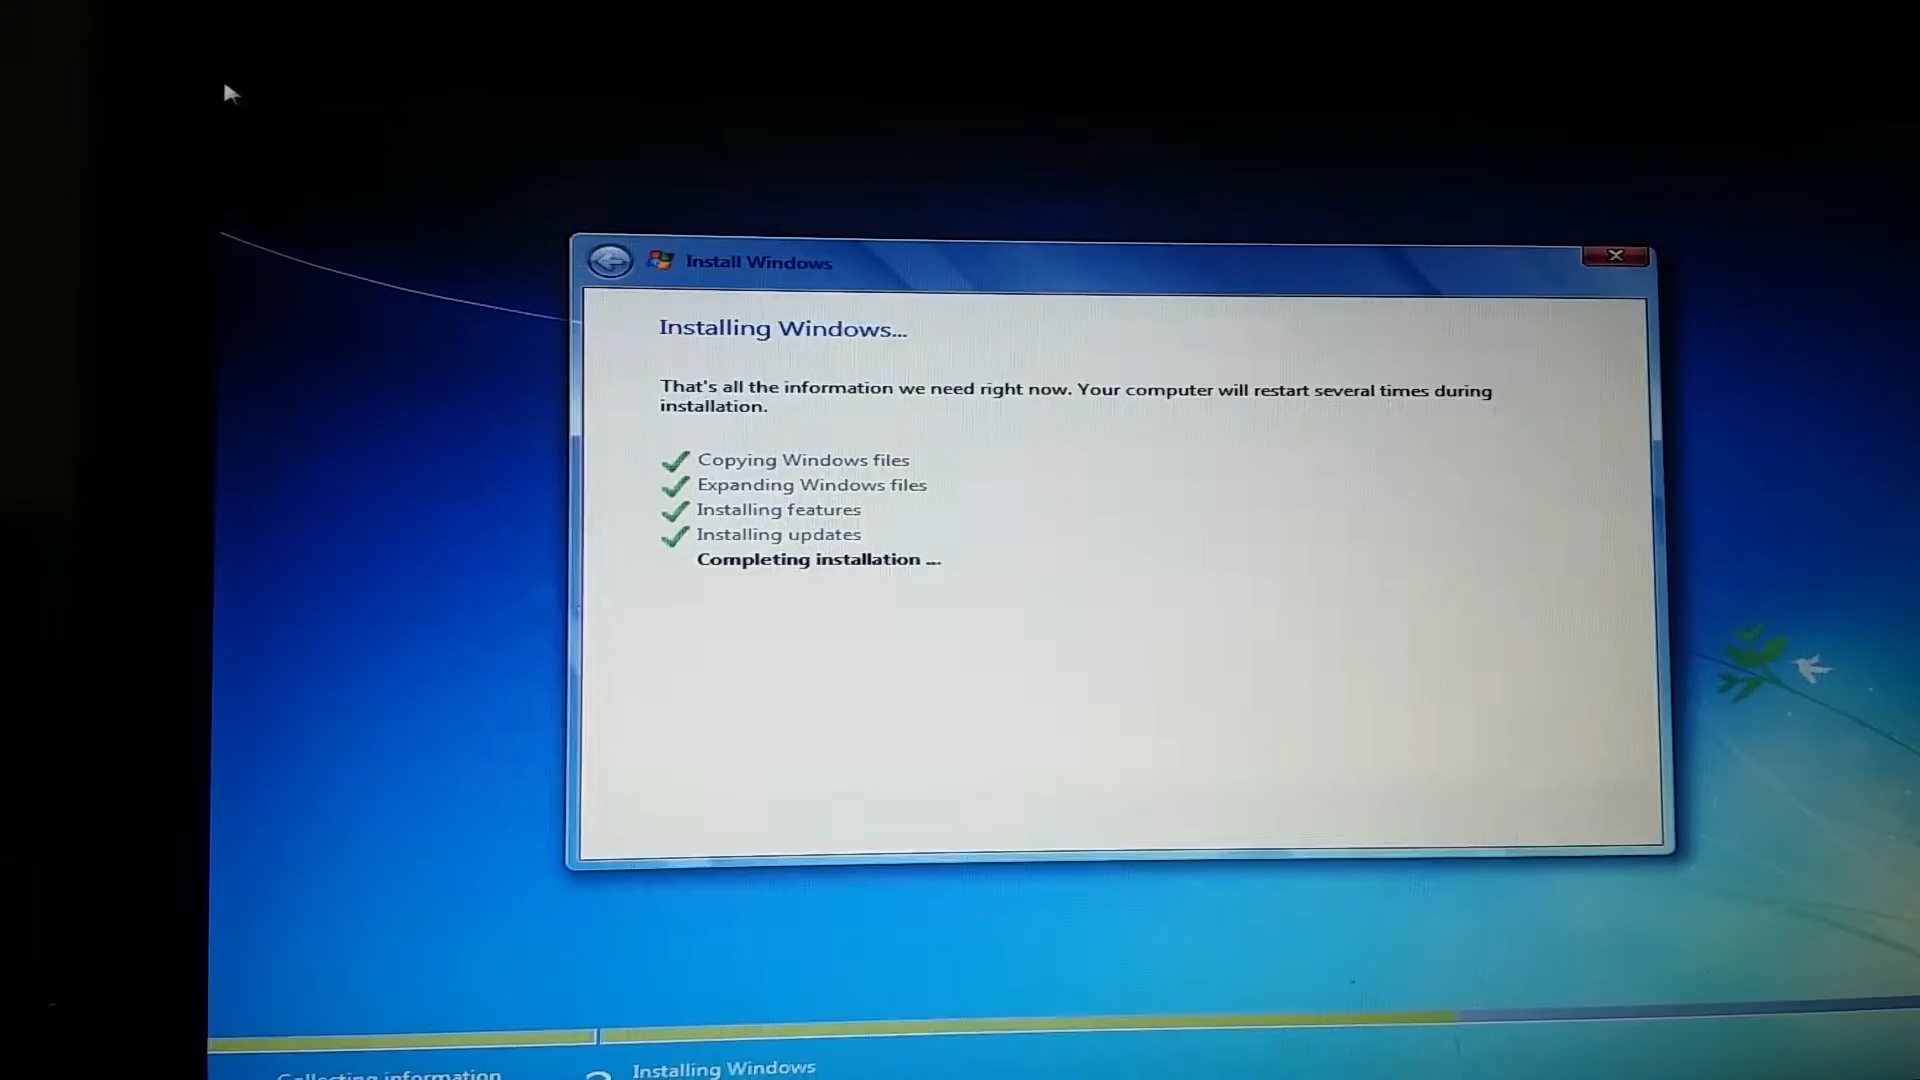 Install Windows
Installing Windows...
That's all the information we need right now. Your computer will restart several times during
installation.
Copying Windows files
Expanding Windows files
Installing features
Installing updates
Completing installation ...
Collecting information
2 Installing Windows